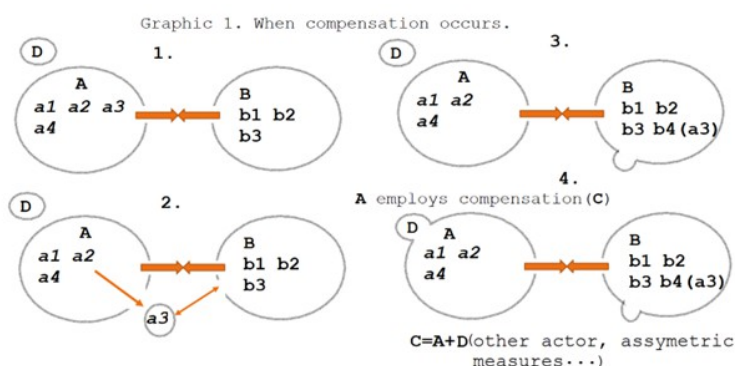 Graphic 1. When compensation occurs.
D
1.
A
a1 a2 a3
a4
B
b1 b2
b3
D
2.
A
a1 a2
a4
a3
B
b1 b2
b3
D
3.
A
a1 a2
a4
B
b1 b2
b3 b4(a3)
4.
A employs compensation(C)
D
A
a1 a2
a4
B
b1 b2
b3 b4(a3)
C=A+D(other actor, assymetric
measures···)